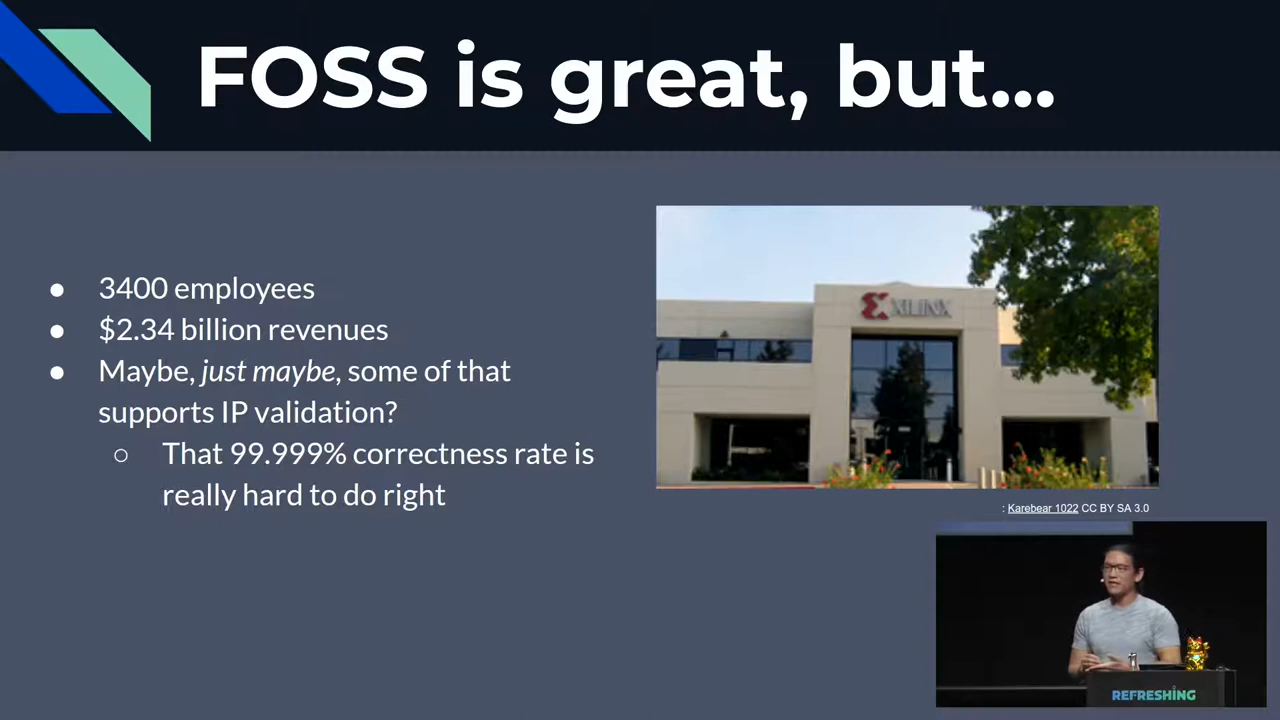 FOSS is great, but...
3400 employees
$2.34 billion revenues
Maybe, just maybe, some of that
supports IP validation?
That 99.999% correctness rate is
really hard to do right
XILINX
: Karebear 1022 CC BY SA 3.0
REFRESHING